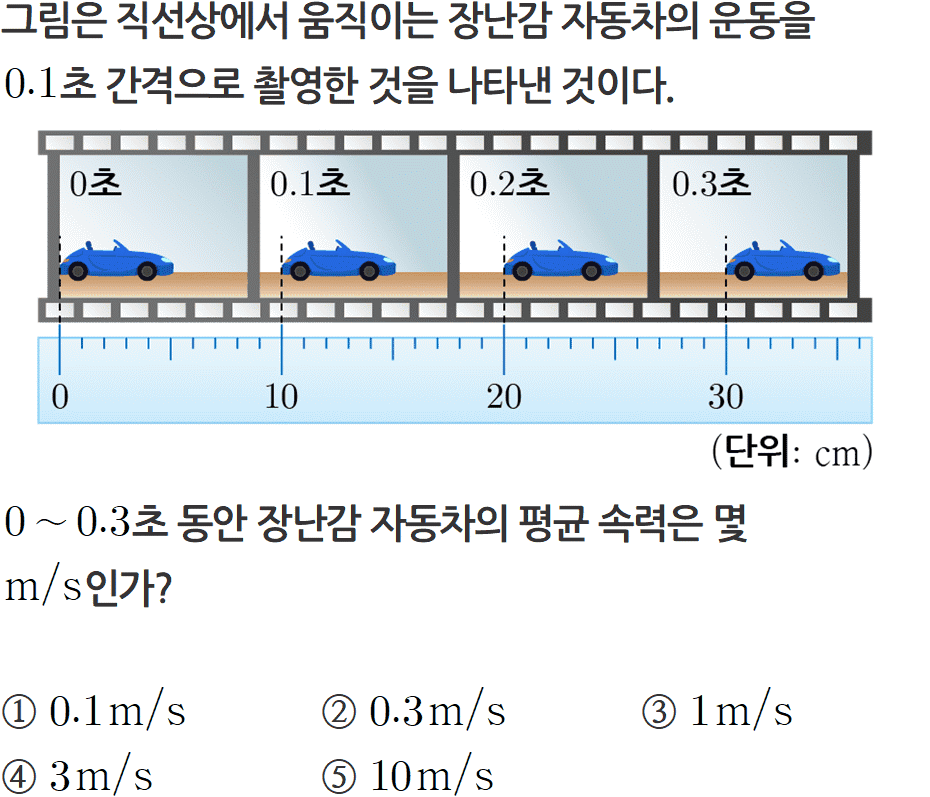 그림은 직선상에서 움직이는 장난감 자동차의 운동을
0.1초 간격으로 촬영한 것을 나타낸 것이다.
0초 0.1초 0.2초 0.3초
0 10 20 30
(단위: cm)
0 ~ 0.3초 동안 장난감 자동차의 평균 속력은 몇
m/s인가?
① 0.1m/s ② 0.3m/s ③ 1m/s
④ 3m/s ⑤ 10m/s